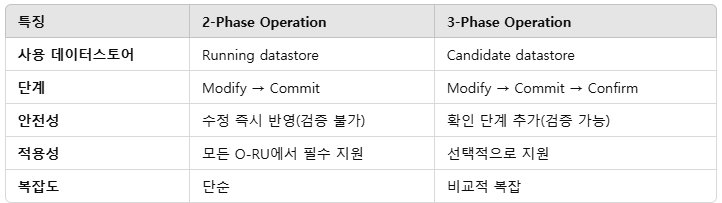 특징 2-Phase Operation 3-Phase Operation
사용 데이터스토어 Running datastore Candidate datastore
단계 Modify → Commit Modify → Commit → Confirm
안전성 수정 즉시 반영(검증 불가) 확인 단계 추가(검증 가능)
적용성 모든 O-RU에서 필수 지원 선택적으로 지원
복잡도 단순 비교적 복잡